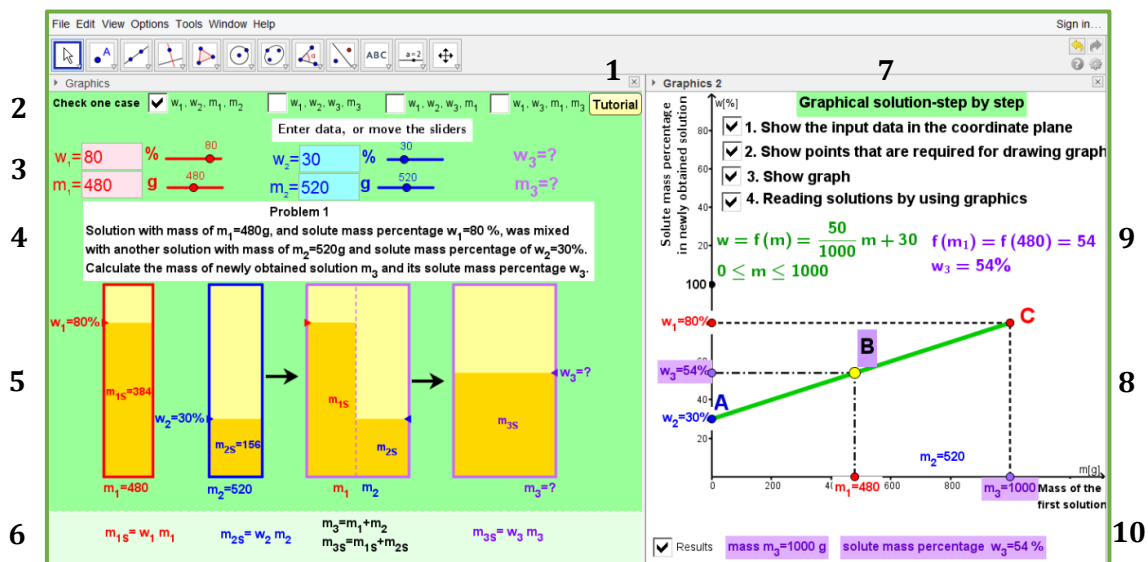 File Edit View Options Tools Window Help
Sign in...
A
α
ABC
a=2
1
7
Graphics
Graphics 2
2
Check one case
w₁, w₂, m₁, m₂
w₁, w₂, w₃, m₃
w₁, w₂, w₃, m₁
w₁, w₃, m₁, m₃
Tutorial
Enter data, or move the sliders
3
w₁=80 %
80
w₂=30 %
30
w₃=?
m₁=480 g
480
m₂=520 g
520
m₃=?
4
Problem 1
Solution with mass of m₁=480g, and solute mass percentage w₁=80 %, was mixed
with another solution with mass of m₂=520g and solute mass percentage of w₂=30%.
Calculate the mass of newly obtained solution m₃ and its solute mass percentage w₃.
5
w₁=80%
m₁S=384
m₁=480
w₂=30%
m₂S=156
m₂=520
m₁S
m₂S
m₁
m₂
w₃=?
m₃S
m₃=?
6
m₁S= w₁ m₁
m₂S= w₂ m₂
m₃=m₁+m₂
m₃S=m₁S+m₂S
m₃S= w₃ m₃
w[%]
Graphical solution-step by step
1. Show the input data in the coordinate plane
2. Show points that are required for drawing graph
3. Show graph
4. Reading solutions by using graphics
Solute mass percentage
in newly obtained solution
80
60
40
20
0
w = f (m) = 50/1000 m + 30
0 ≤ m ≤ 1000
f(m₁) = f (480) = 54
w₃ = 54%
9
100
w₁=80%
C
B
60
w₃=54%
8
40
A
w₂=30%
20
m₂=520
m[g]
0
200
m₁=480
600
800
m₃=1000
Mass of the
first solution
10
Results
mass m₃=1000 g
solute mass percentage w₃=54 %